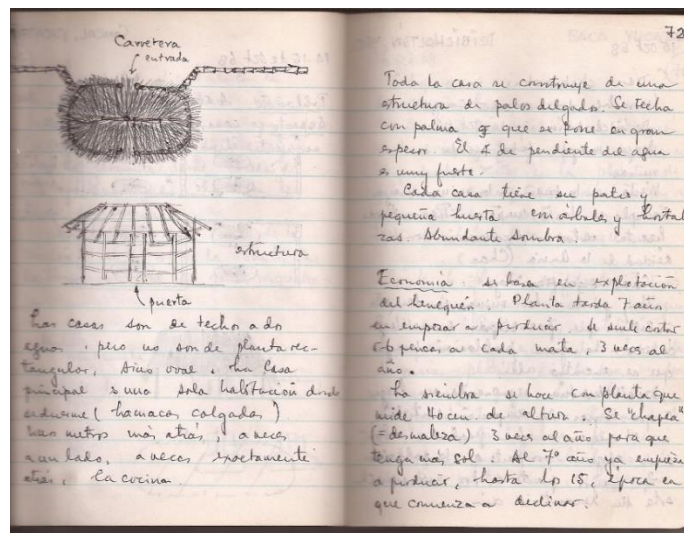 Carretera
entrada
estructura
puerta
Las casas son de techo a dos
aguas, pero no son de planta rec-
tangular, sino oval. La casa
principal es una sola habitación donde
se duerme (hamacas colgadas)
unos metros más atrás, a veces
a un lado, a veces exactamente
atrás, la cocina
72
Toda la casa se construye de una
estructura de palos delgados. Se techa
con palma que se pone en gran
espesor. El de pendiente del agua
es muy fuerte.
Cada casa tiene su patio y
pequeña huerta con árboles y hortali
zas. Abundante sombra.
Economía se basa en explotación
del henequén. Planta tarda 7 años
en empezar a producir. Se suele cortar
5-6 pencas a cada mata, 3 veces al
año.
La siembra se hace con planta que
mide 40 cm. de altura. Se "chapea"
(= desmaleza) 3 veces al año para que
tenga más sol. Al 7º año ya empieza
a producir, hasta los 15, época en
que comienza a declinar.